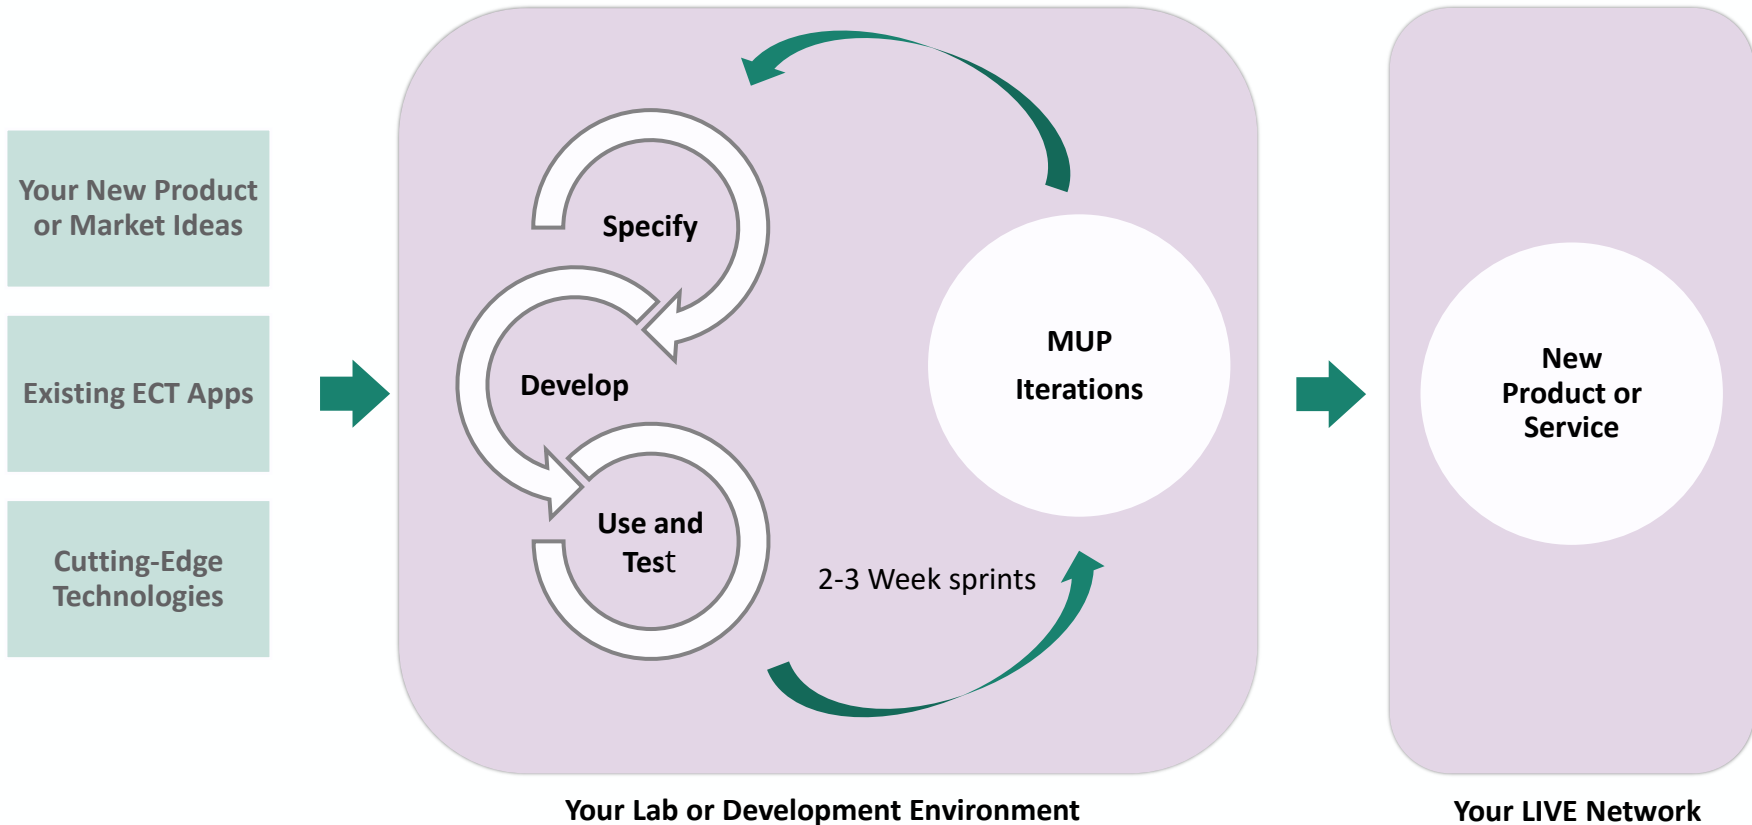 Your New Product
or Market Ideas
Existing ECT Apps
Cutting-Edge
Technologies
Specify
Develop
Use and
Test
MUP
Iterations
2-3 Week sprints
Your Lab or Development Environment
New
Product or
Service
Your LIVE Network